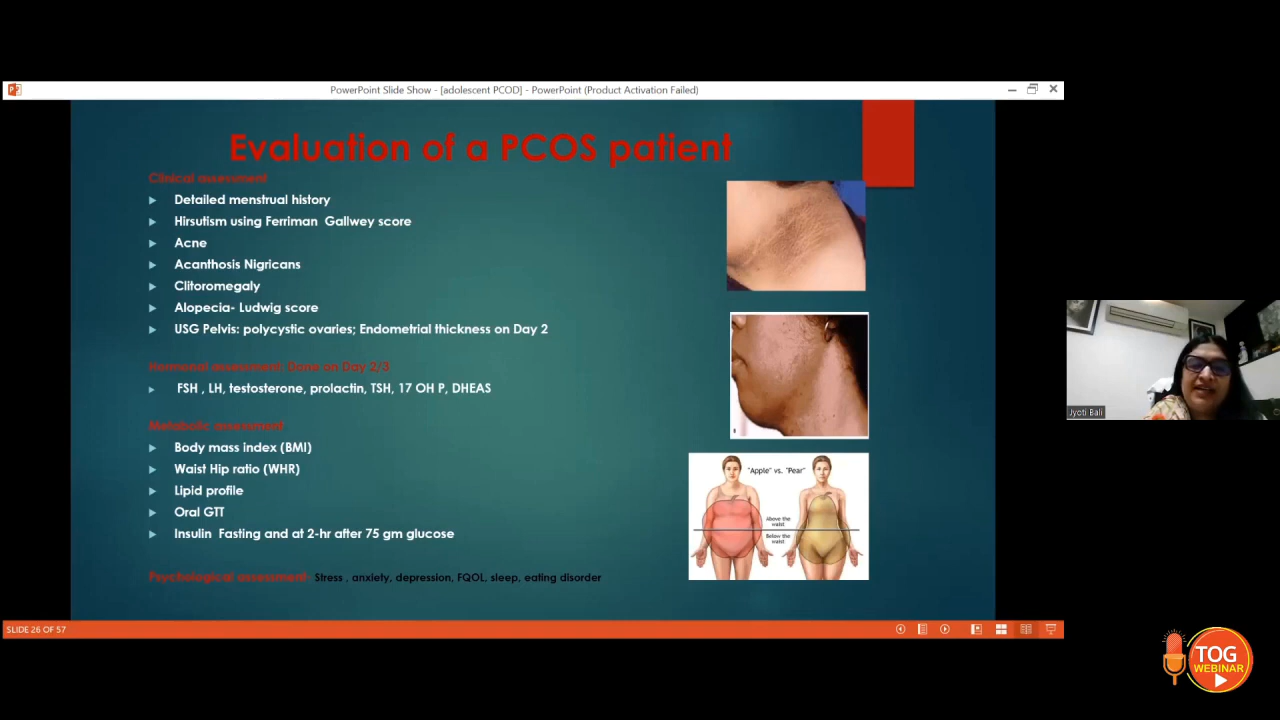 PowerPoint Slide Show - [adolescent PCOD] - PowerPoint (Product Activation Failed)
Evaluation of a PCOS patient
Clinical assessment
Detailed menstrual history
Hirsutism using Ferriman Gallwey score
Acne
Acanthosis Nigricans
Clitoromegaly
Alopecia- Ludwig score
USG Pelvis: polycystic ovaries; Endometrial thickness on Day 2
Hormonal assessment: Done on Day 2/3
FSH , LH, testosterone, prolactin, TSH, 17 OH P, DHEAS
Metabolic assessment
Body mass index (BMI)
Waist Hip ratio (WHR)
Lipid profile
Oral GTT
Insulin Fasting and at 2-hr after 75 gm glucose
Psychological assessment: Stress , anxiety, depression, FQOL, sleep, eating disorder
"Apple" vs. "Pear"
Above the
waist
Below the
waist
Jyoti Bali
SLIDE 26 OF 57
TOG
WEBINAR